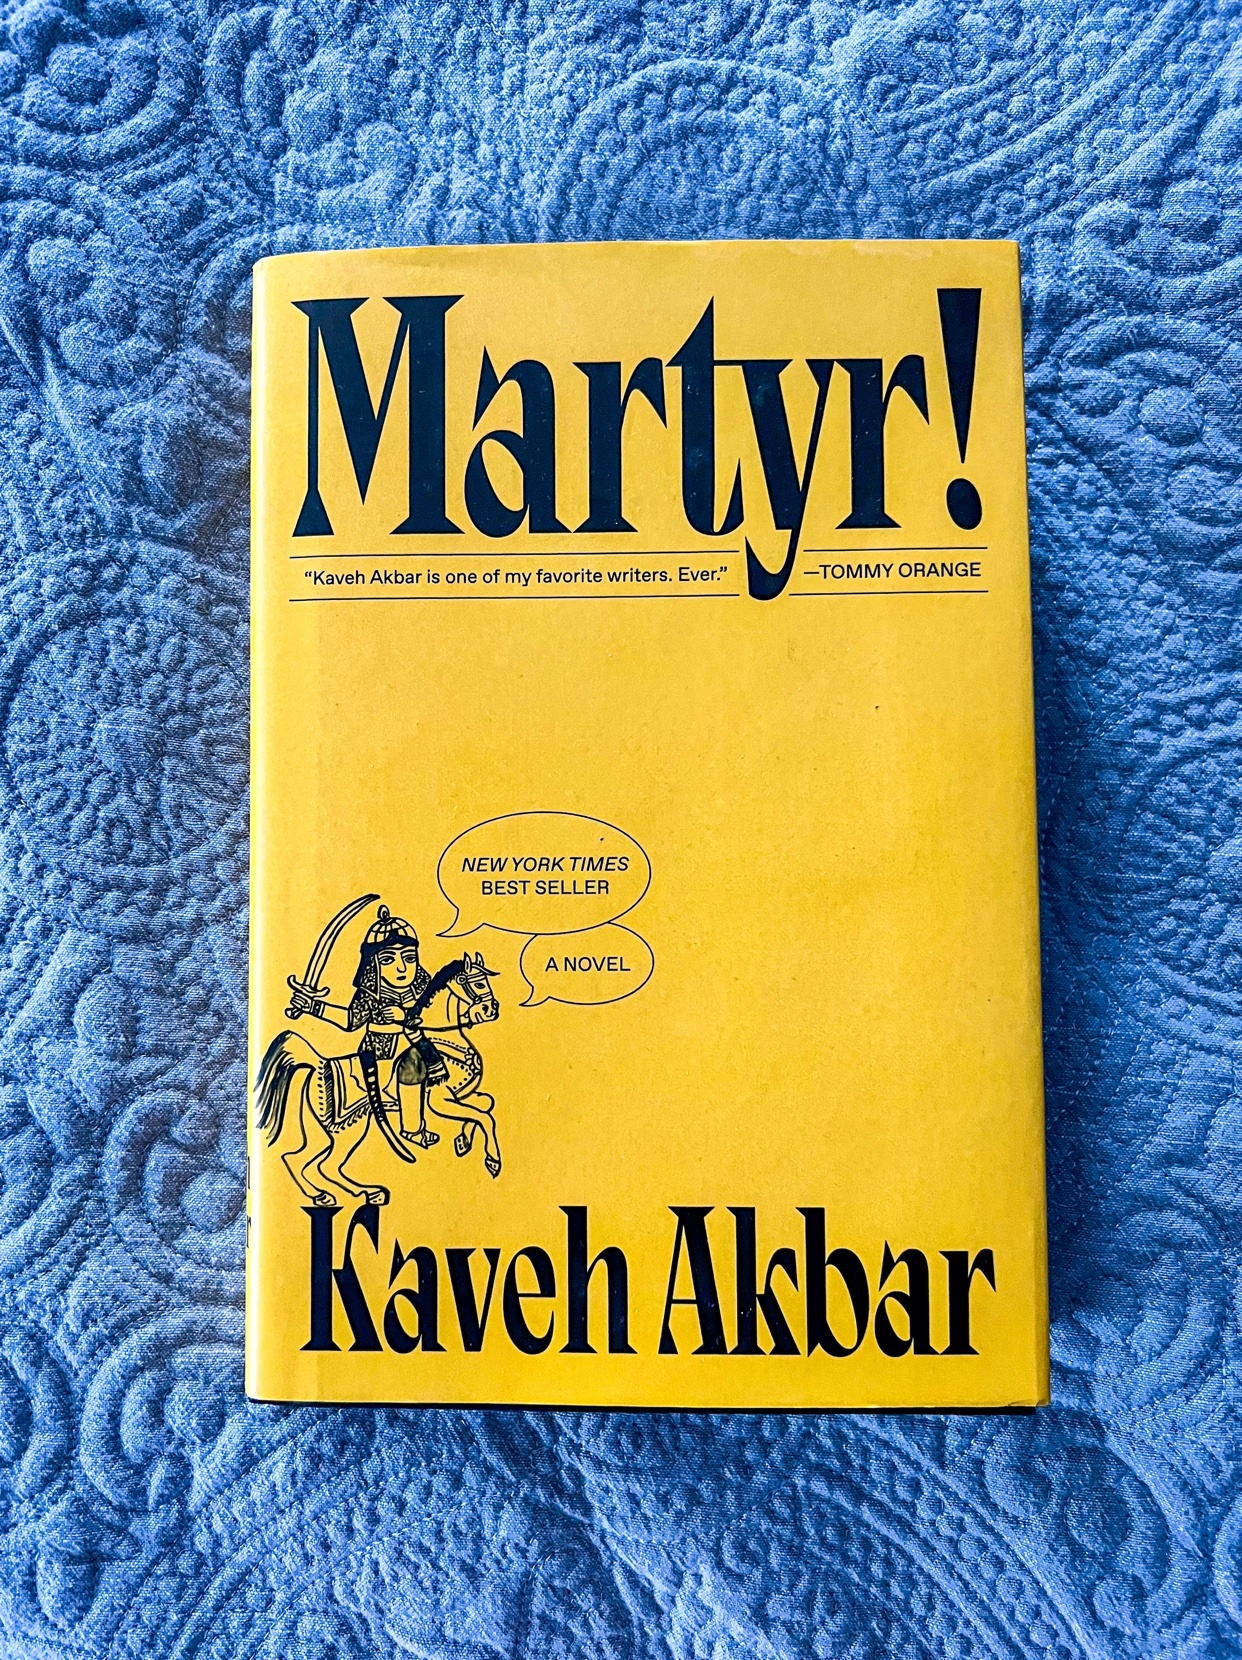 Martyr!
“Kaveh Akbar is one of my favorite writers. Ever.” —TOMMY ORANGE
NEW YORK TIMES
BEST SELLER
A NOVEL
Kaveh Akbar